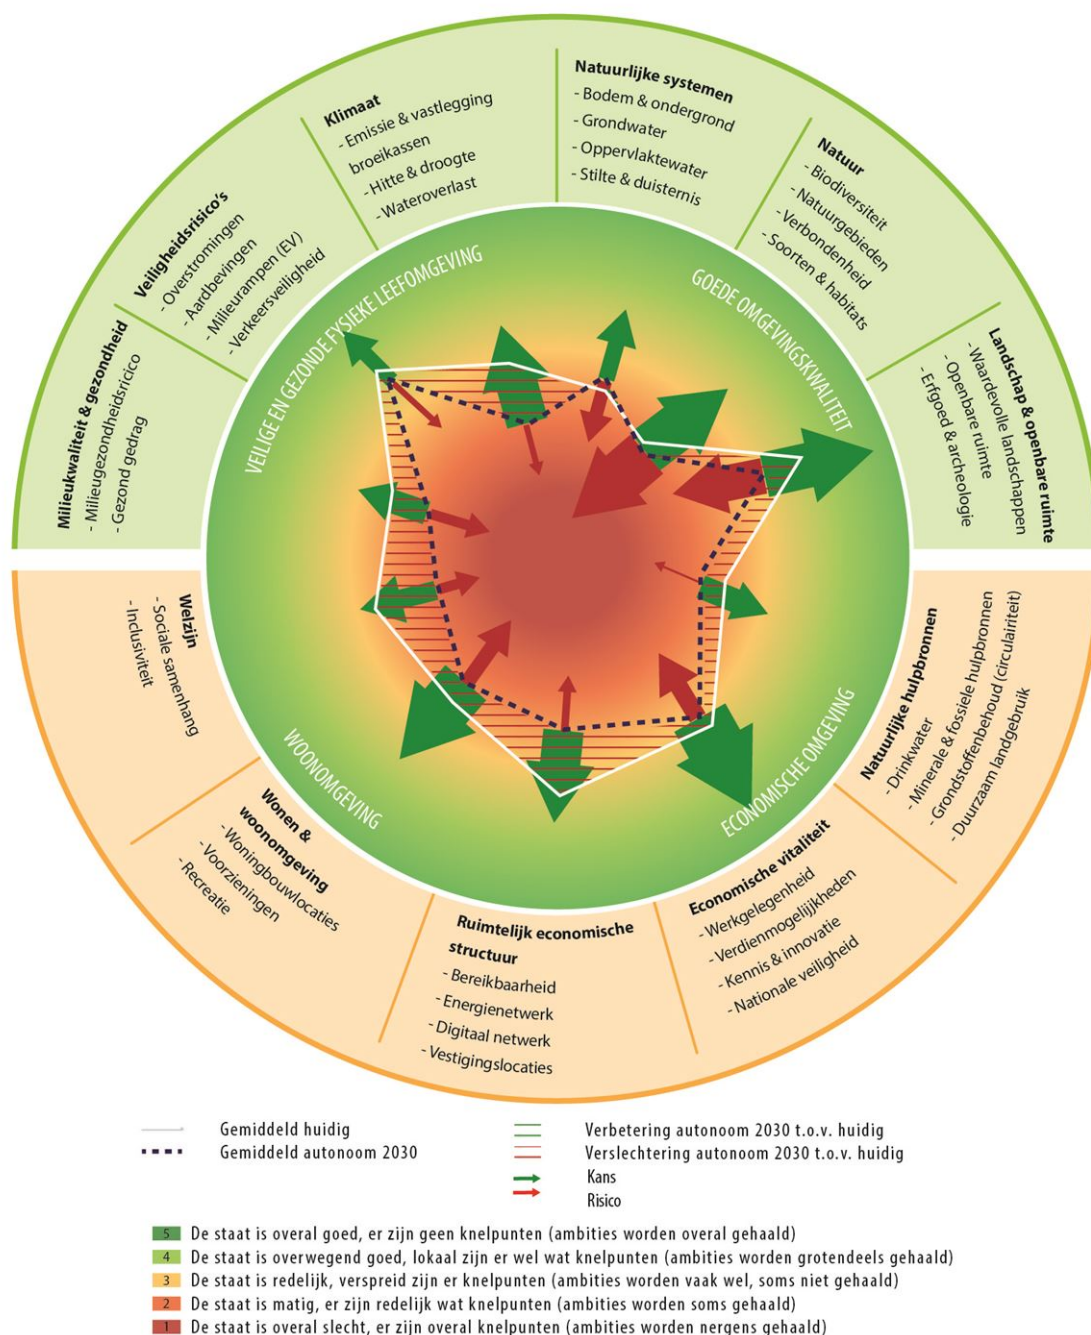 Milieukwaliteit & gezondheid
- Milieugezondheidsricico
- Gezond gedrag
Veiligheidsrisico's
- Overstromingen
- Aardbevingen
- Milieurampen (EV)
- Verkeersveiligheid
Klimaat
- Emissie & vastlegging
broeikassen
- Hitte & droogte
- Wateroverlast
Natuurlijke systemen
- Bodem & ondergrond
- Grondwater
- Oppervlaktewater
- Stilte & duisternis
Natuur
- Biodiversiteit
- Natuurgebieden
- Verbondenheid
- Soorten & habitats
Landschap & openbare ruimte
- Waardevolle landschappen
- Openbare ruimte
- Erfgoed & archeologie
VEILIGE EN GEZONDE FYSIEKE LEEFOMGEVING
GOEDE OMGEVINGSKWALITEIT
WOONOMGEVING
ECONOMISCHE OMGEVING
Welzijn
- Sociale samenhang
- Inclusiviteit
Wonen &
woonomgeving
- Woningbouwlocaties
- Voorzieningen
- Recreatie
Ruimtelijk economische
structuur
- Bereikbaarheid
- Energienetwerk
- Digitaal netwerk
- Vestigingslocaties
Economische vitaliteit
- Werkgelegenheid
- Verdienmogelijkheden
- Kennis & innovatie
- Nationale veiligheid
Natuurlijke hulpbronnen
- Drinkwater
- Minerale & fossiele hulpbronnen
- Grondstoffenbehoud (circulairiteit)
- Duurzaam landgebruik
Gemiddeld huidig
Gemiddeld autonoom 2030
Verbetering autonoom 2030 t.o.v. huidig
Verslechtering autonoom 2030 t.o.v. huidig
Kans
Risico
5 De staat is overal goed, er zijn geen knelpunten (ambities worden overal gehaald)
4 De staat is overwegend goed, lokaal zijn er wel wat knelpunten (ambities worden grotendeels gehaald)
3 De staat is redelijk, verspreid zijn er knelpunten (ambities worden vaak wel, soms niet gehaald)
2 De staat is matig, er zijn redelijk wat knelpunten (ambities worden soms gehaald)
1 De staat is overal slecht, er zijn overal knelpunten (ambities worden nergens gehaald)